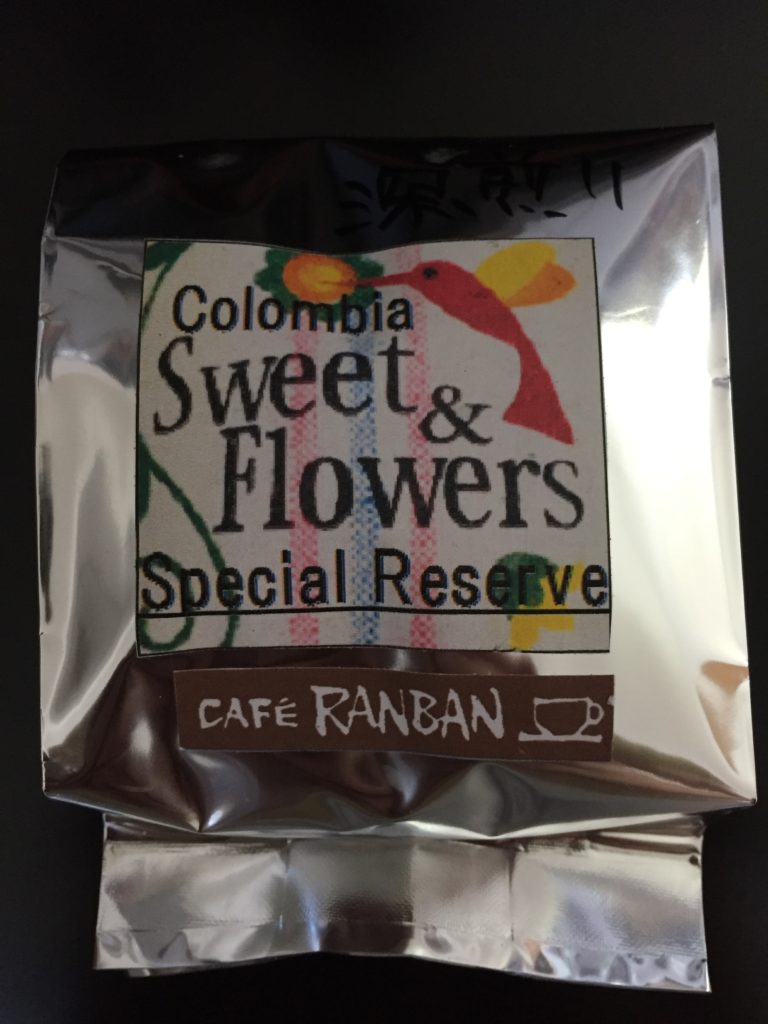 深煎り
Colombia
Sweet
&
Flowers
Special Reserve
CAFÉ RANBAN